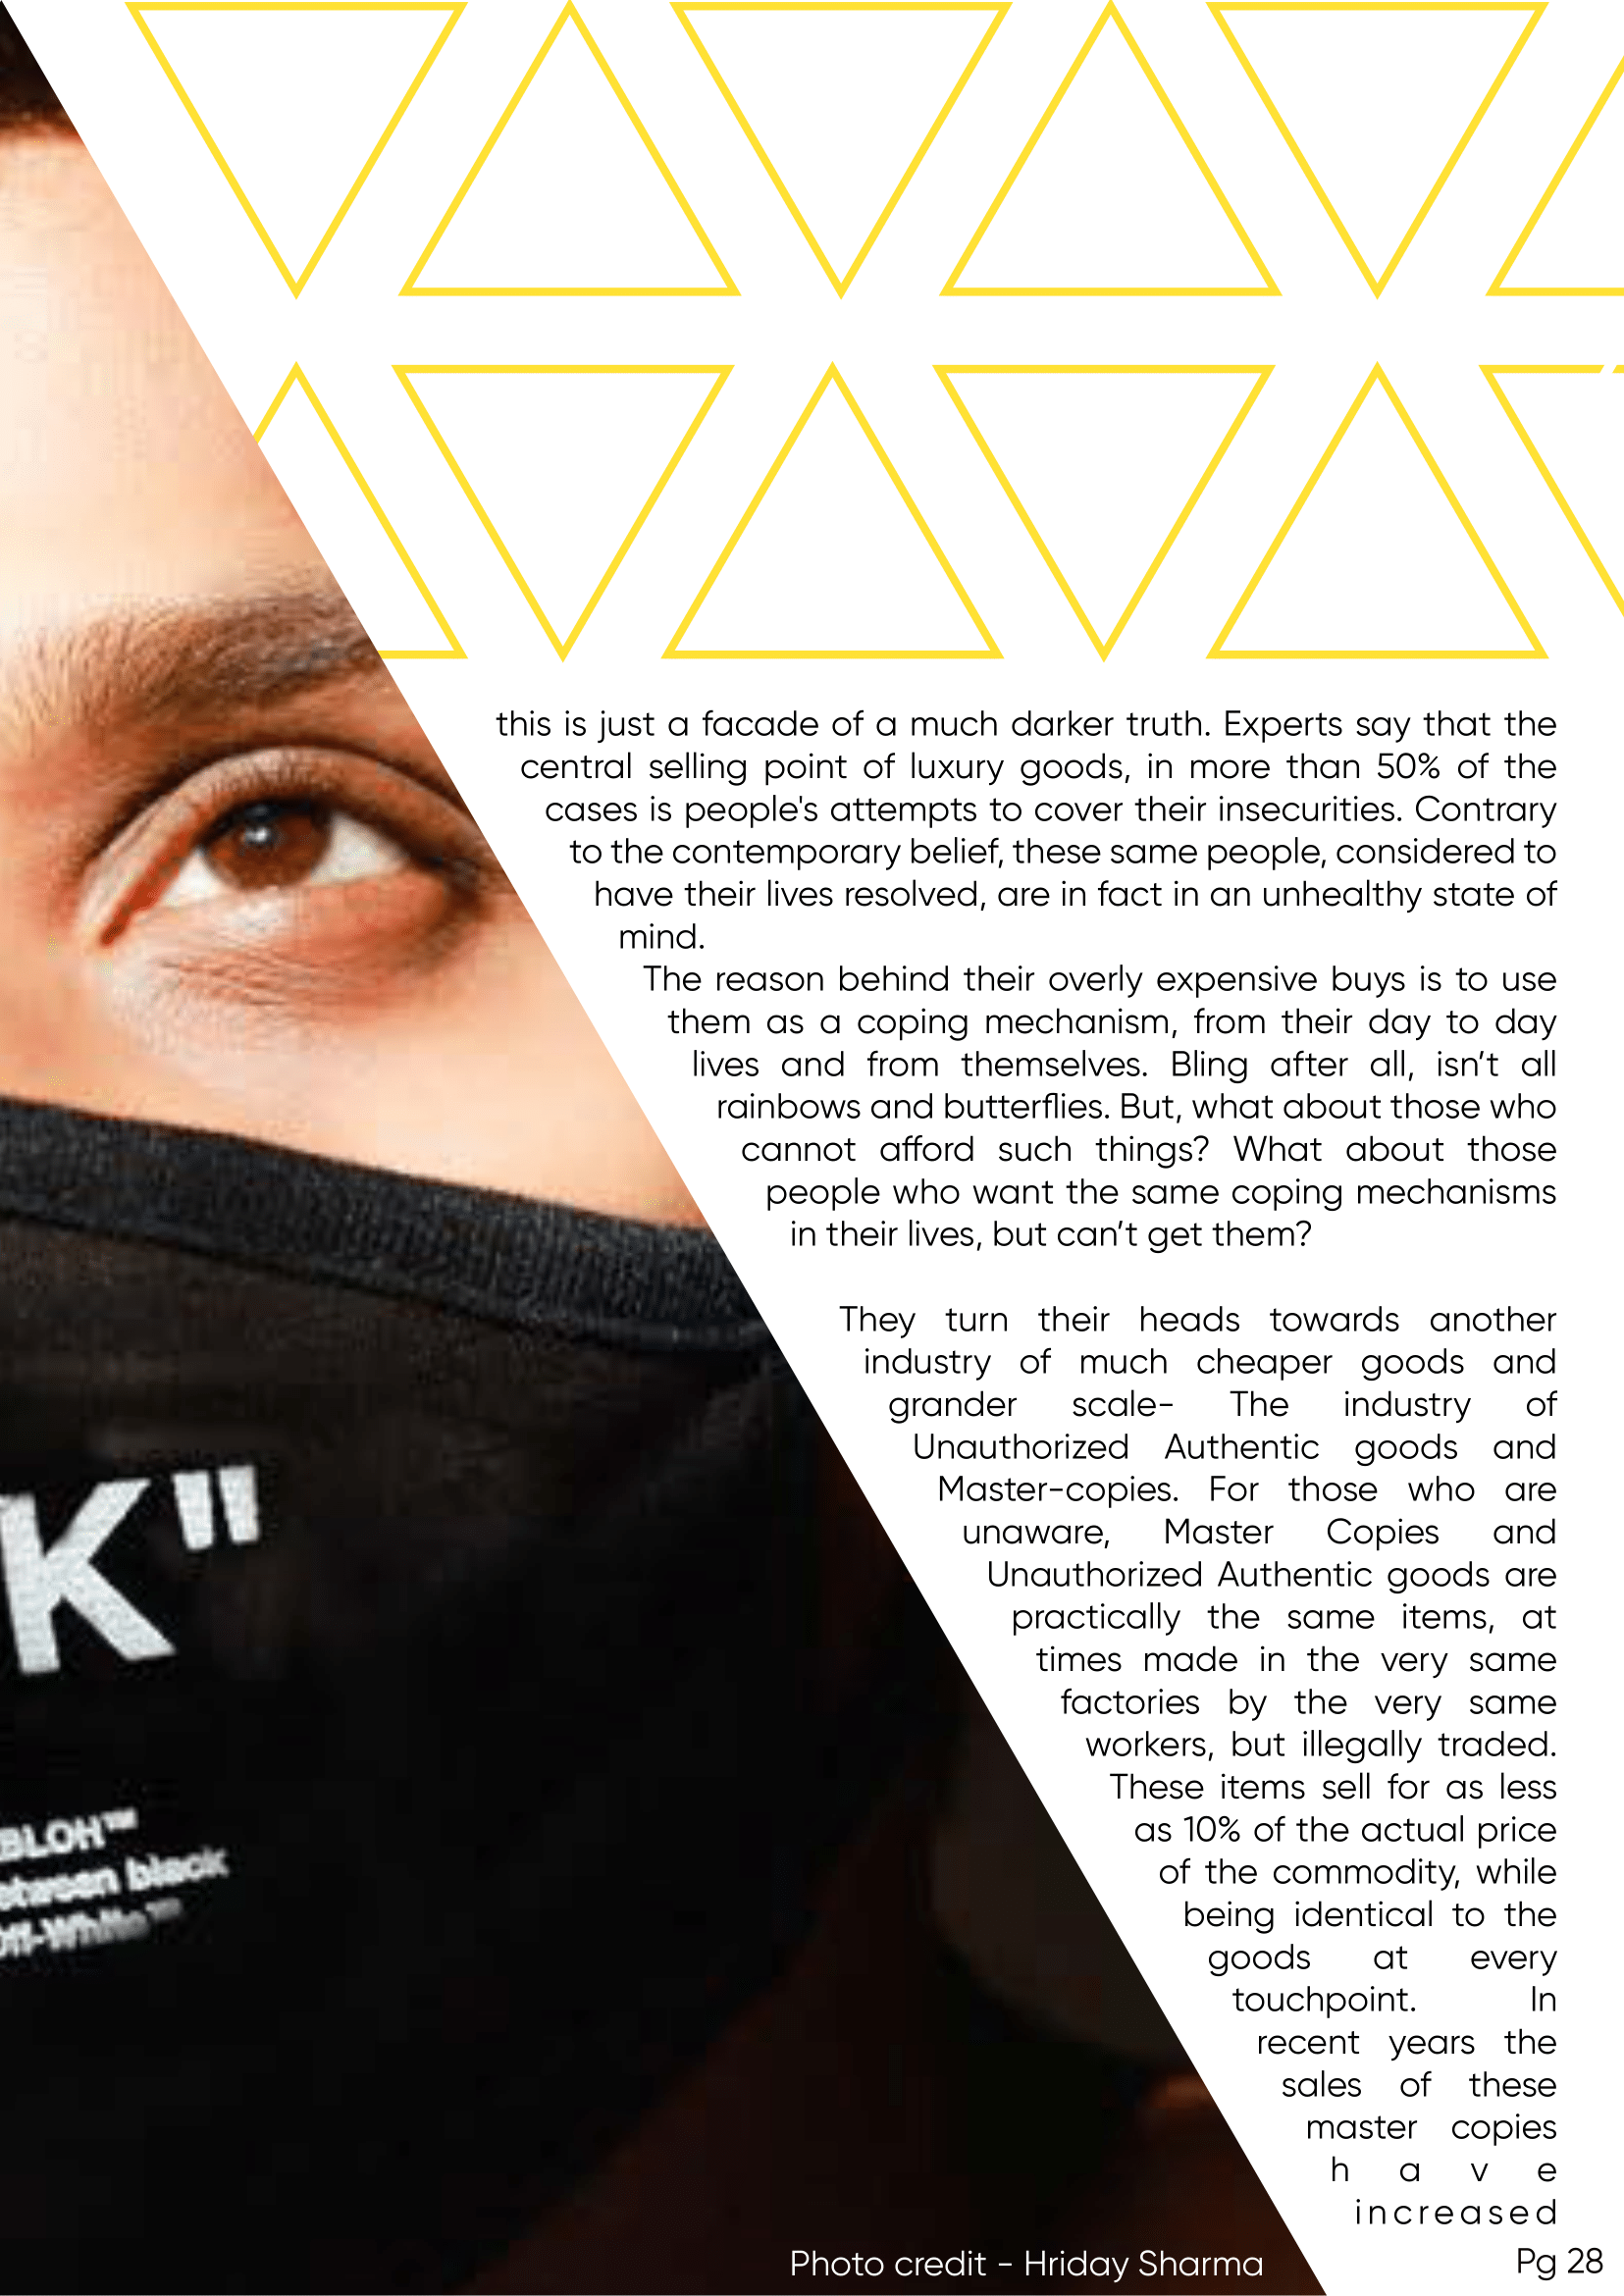 this is just a facade of a much darker truth. Experts say that the
central selling point of luxury goods, in more than 50% of the
cases is people's attempts to cover their insecurities. Contrary
to the contemporary belief, these same people, considered to
have their lives resolved, are in fact in an unhealthy state of
mind.
The reason behind their overly expensive buys is to use
them as a coping mechanism, from their day to day
lives and from themselves. Bling after all, isn’t all
rainbows and butterflies. But, what about those who
cannot afford such things? What about those
people who want the same coping mechanisms
in their lives, but can’t get them?
They turn their heads towards another
industry of much cheaper goods and
grander scale- The industry of
Unauthorized Authentic goods and
Master-copies. For those who are
unaware, Master Copies and
Unauthorized Authentic goods are
practically the same items, at
times made in the very same
factories by the very same
workers, but illegally traded.
These items sell for as less
as 10% of the actual price
of the commodity, while
being identical to the
goods at every
touchpoint. In
recent years the
sales of these
master copies
h a v e
increased
K"
BLOH™
etween black
Off-White™
Photo credit - Hriday Sharma
Pg 28